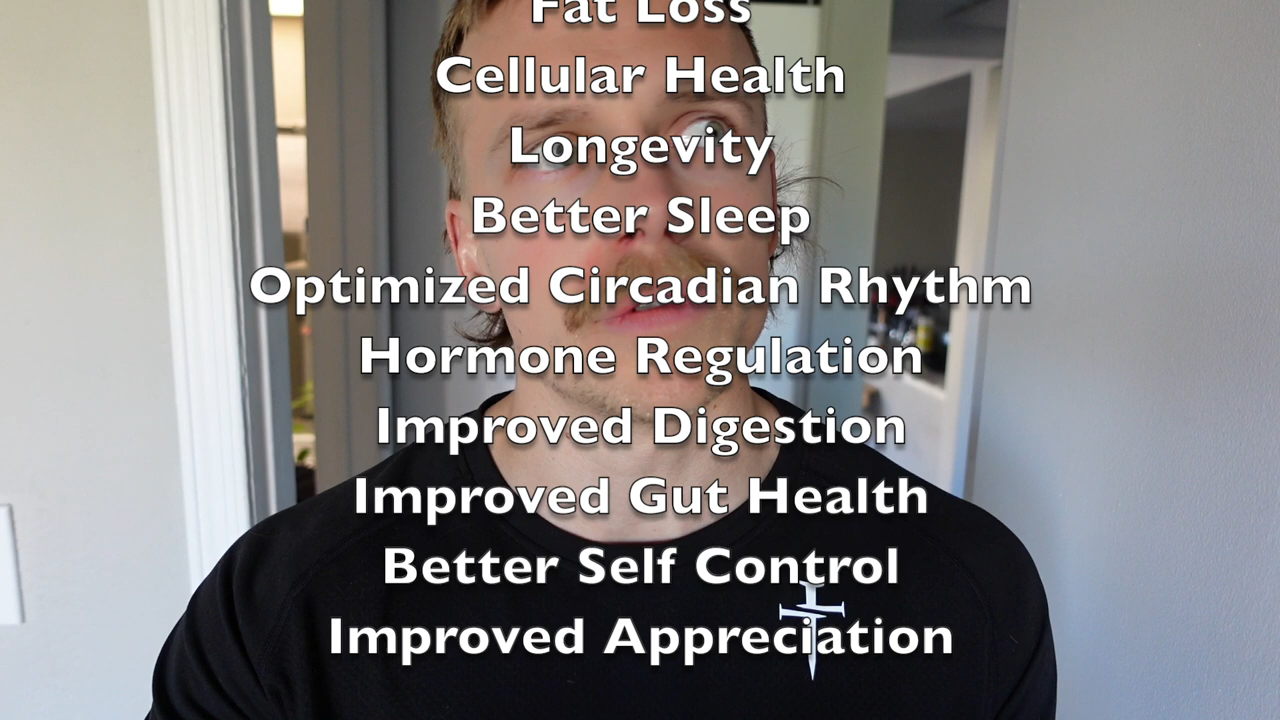 Fat Loss
Cellular Health
Longevity
Better Sleep
Optimized Circadian Rhythm
Hormone Regulation
Improved Digestion
Improved Gut Health
Better Self Control
Improved Appreciation